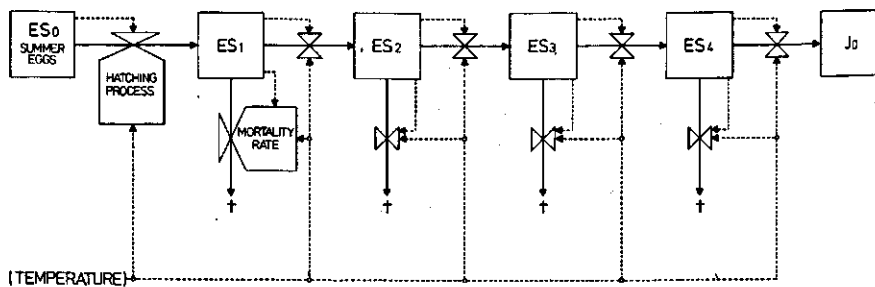 ES0
SUMMER
EGGS
HATCHING
PROCESS
ES1
MORTALITY
RATE
ES2
ES3
ES4
J0
†
†
†
†
(TEMPERATURE)